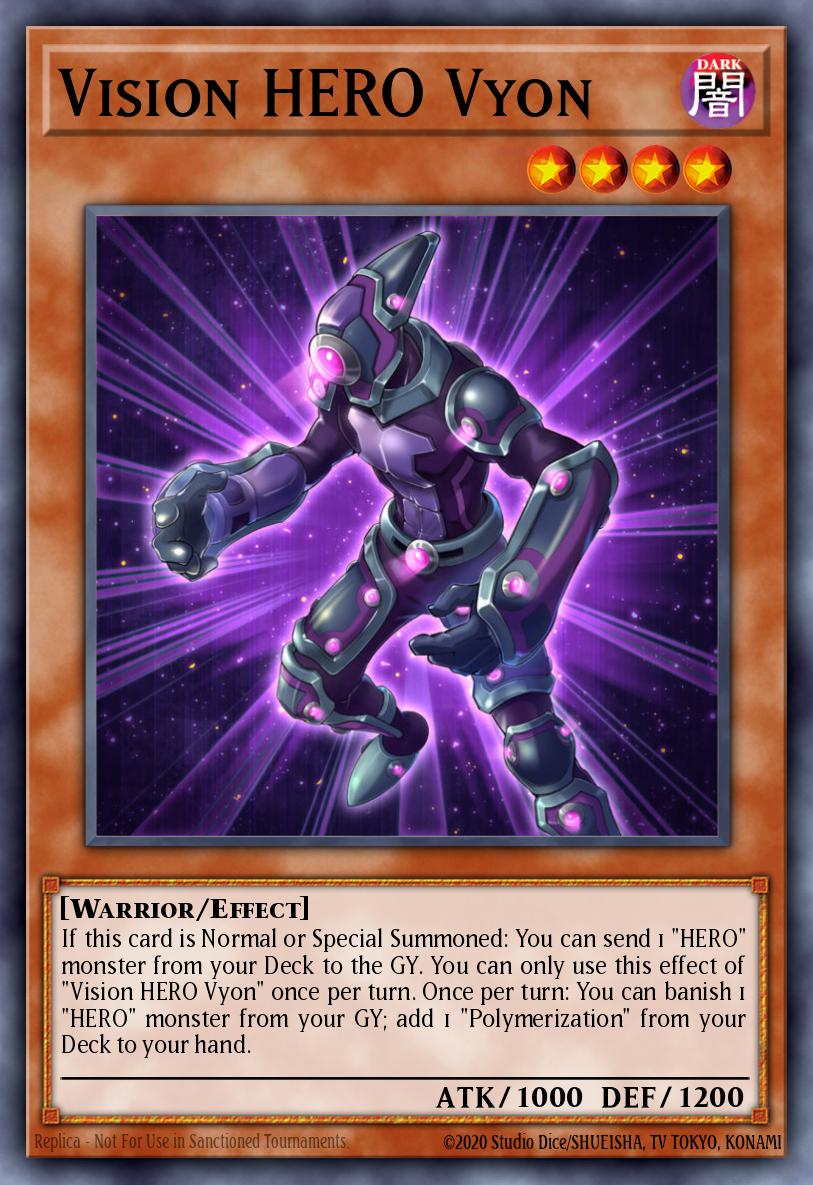 Vision HERO Vyon
DARK
闇
[Warrior/Effect]
If this card is Normal or Special Summoned: You can send 1 "HERO"
monster from your Deck to the GY. You can only use this effect of
"Vision HERO Vyon" once per turn. Once per turn: You can banish 1
"HERO" monster from your GY; add 1 "Polymerization" from your
Deck to your hand.
ATK/1000 DEF/1200
Replica - Not For Use in Sanctioned Tournaments.
©2020 Studio Dice/SHUEISHA, TV TOKYO, KONAMI